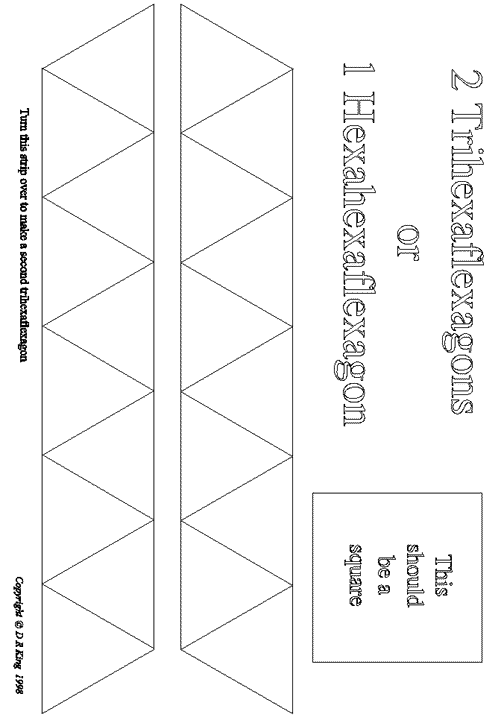 2 Trihexaflexagons
or
1 Hexahexaflexagon
This
should
be a
square
Turn this strip over to make a second trihexaflexagon
Copyright © D R King 1998